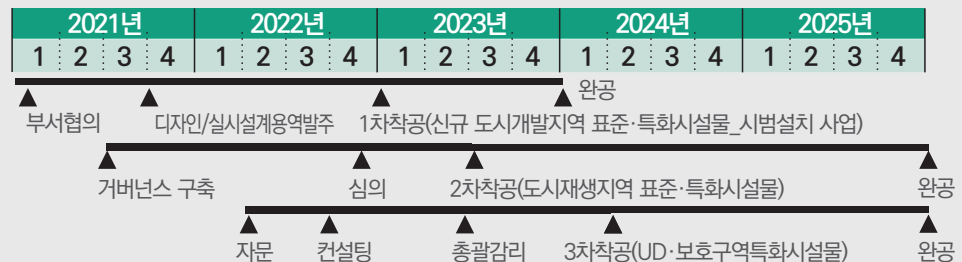 2021년 2022년 2023년 2024년 2025년
1 2 3 4 1 2 3 4 1 2 3 4 1 2 3 4 1 2 3 4
완공
부서협의 디자인/실시설계용역발주 1차착공(신규 도시개발지역 표준·특화시설물_시범설치 사업)
거버넌스 구축 심의 2차착공(도시재생지역 표준·특화시설물) 완공
자문 컨설팅 총괄감리 3차착공(UD·보호구역특화시설물) 완공